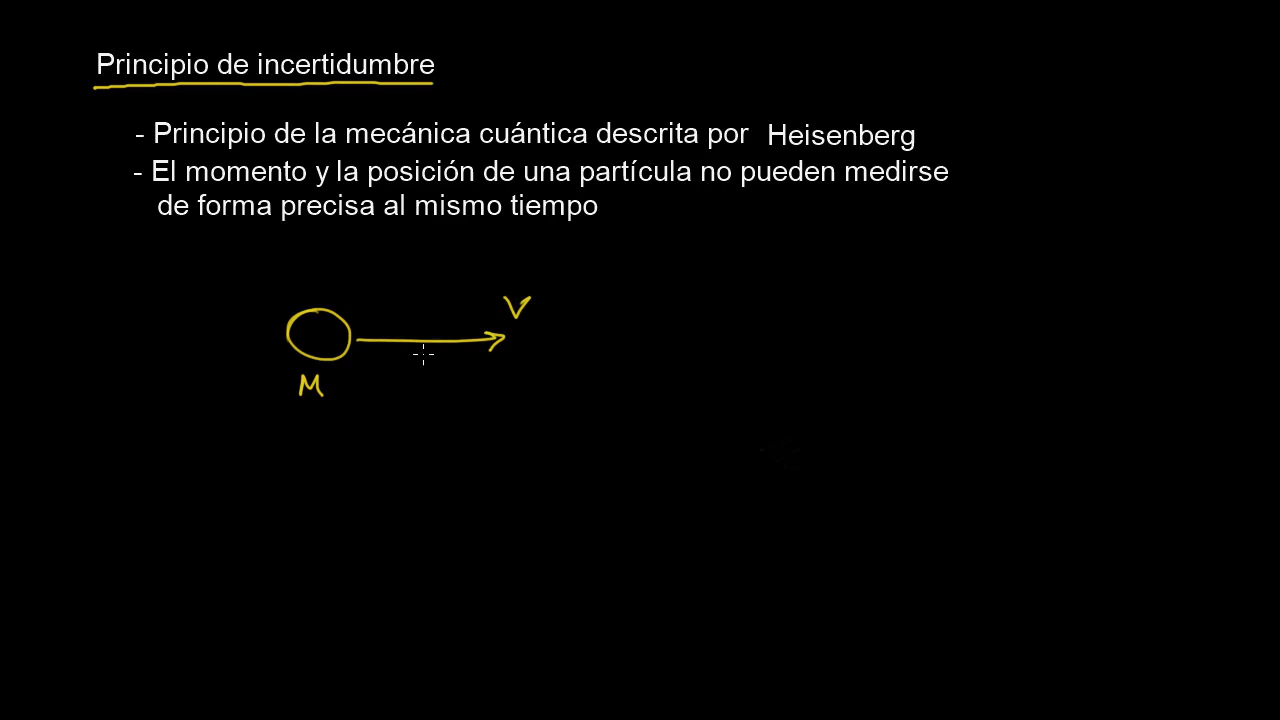 Principio de incertidumbre
- Principio de la mecánica cuántica descrita por Heisenberg
- El momento y la posición de una partícula no pueden medirse
de forma precisa al mismo tiempo
V
M